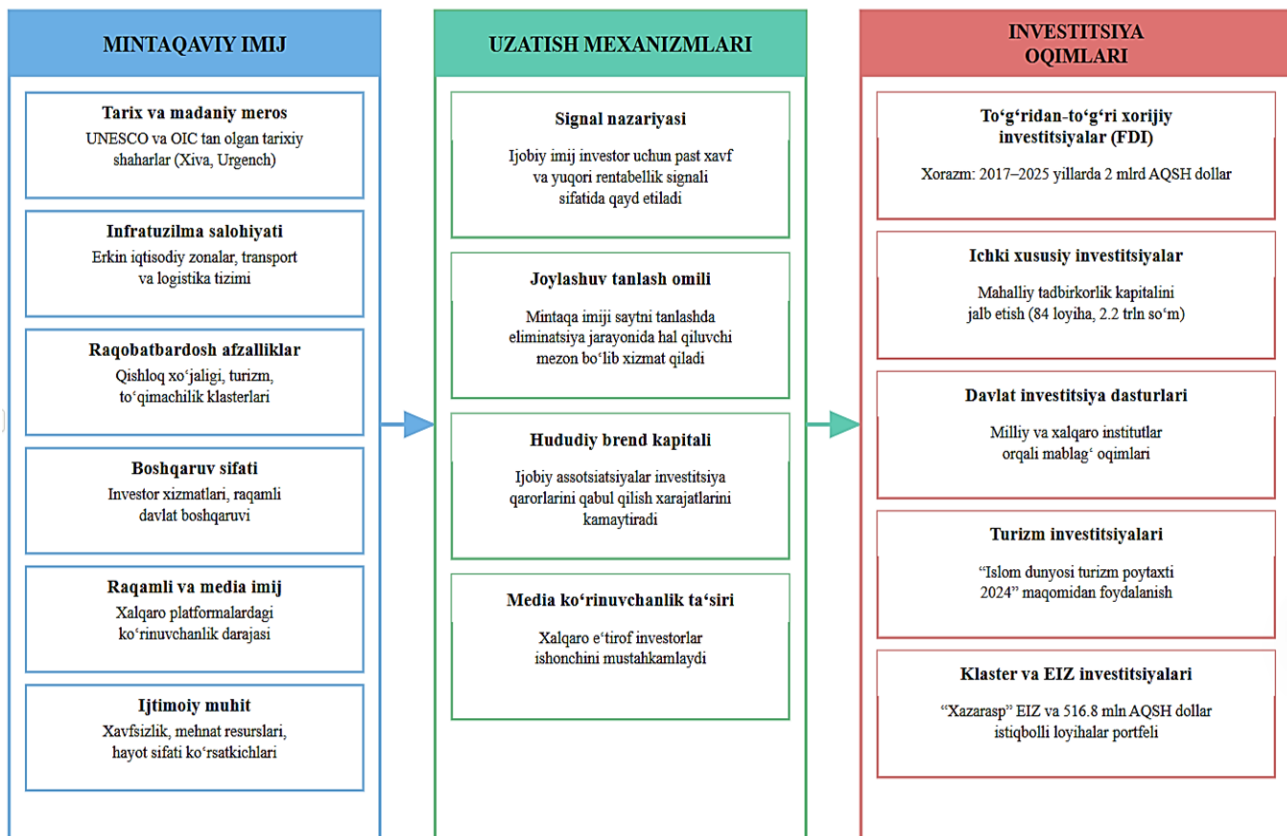 MINTAQAVIY IMIJ
Tarix va madaniy meros
UNESCO va OIC tan olgan tarixiy
shaharlar (Xiva, Urgench)
Infratuzilma salohiyati
Erkin iqtisodiy zonalar, transport
va logistika tizimi
Raqobatbardosh afzalliklar
Qishloq xo‘jaligi, turizm,
to‘qimachilik klasterlari
Boshqaruv sifati
Investor xizmatlari, raqamli
davlat boshqaruvi
Raqamli va media imij
Xalqaro platformalardagi
ko‘rinuvchanlik darajasi
Ijtimoiy muhit
Xavfsizlik, mehnat resurslari,
hayot sifati ko‘rsatkichlari
UZATISH MEXANIZMLARI
Signal nazariyasi
Ijobiy imij investor uchun past xavf
va yuqori rentabellik signali
sifatida qayd etiladi
Joylashuv tanlash omili
Mintaqa imiji saytni tanlashda
eliminatsiya jarayonida hal qiluvchi
mezon bo‘lib xizmat qiladi
Hududiy brend kapitali
Ijobiy assotsiatsiyalar investitsiya
qarorlarini qabul qilish xarajatlarini
kamaytiradi
Media ko‘rinuvchanlik ta‘siri
Xalqaro e‘tirof investorlar
ishonchini mustahkamlaydi
INVESTITSIYA
OQIMLARI
To‘g‘ridan-to‘g‘ri xorijiy
investitsiyalar (FDI)
Xorazm: 2017–2025 yillarda 2 mlrd AQSH dollar
Ichki xususiy investitsiyalar
Mahalliy tadbirkorlik kapitalini
jalb etish (84 loyiha, 2.2 trln so‘m)
Davlat investitsiya dasturlari
Milliy va xalqaro institutlar
orqali mablag‘ oqimlari
Turizm investitsiyalari
“Islom dunyosi turizm poytaxti
2024” maqomidan foydalanish
Klaster va EIZ investitsiyalari
“Xazarasp” EIZ va 516.8 mln AQSH dollar
istiqbolli loyihalar portfeli